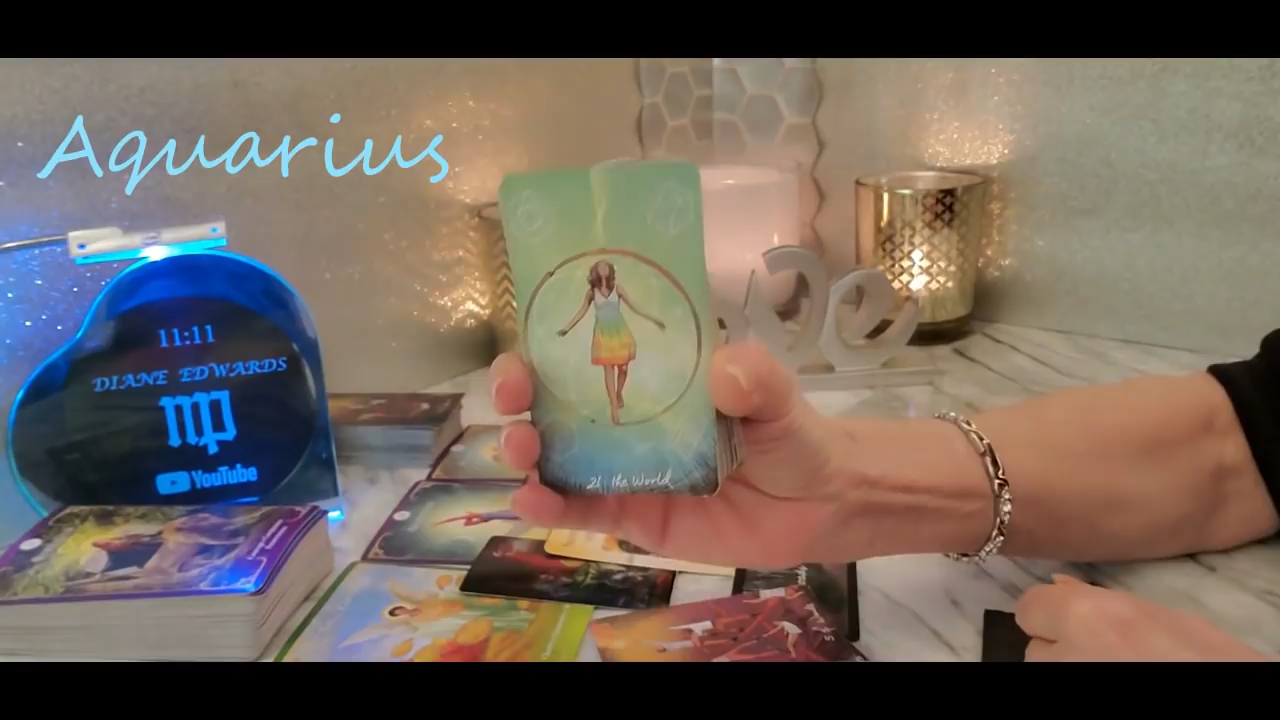 Aquarius
11:11
DIANE EDWARDS
YouTube
21 the World